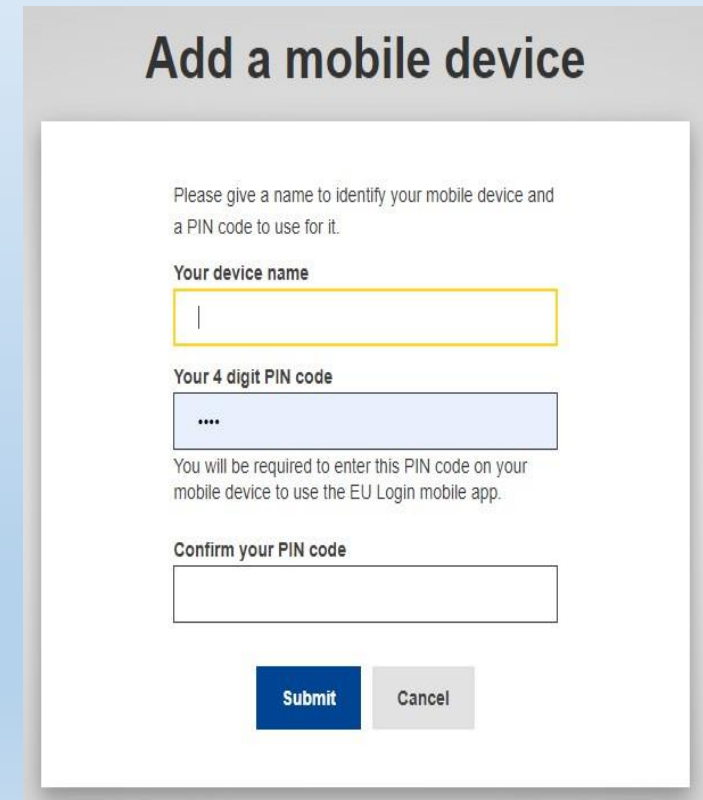 Add a mobile device
Please give a name to identify your mobile device and
a PIN code to use for it.
Your device name
Your 4 digit PIN code
••••
You will be required to enter this PIN code on your
mobile device to use the EU Login mobile app.
Confirm your PIN code
Submit
Cancel